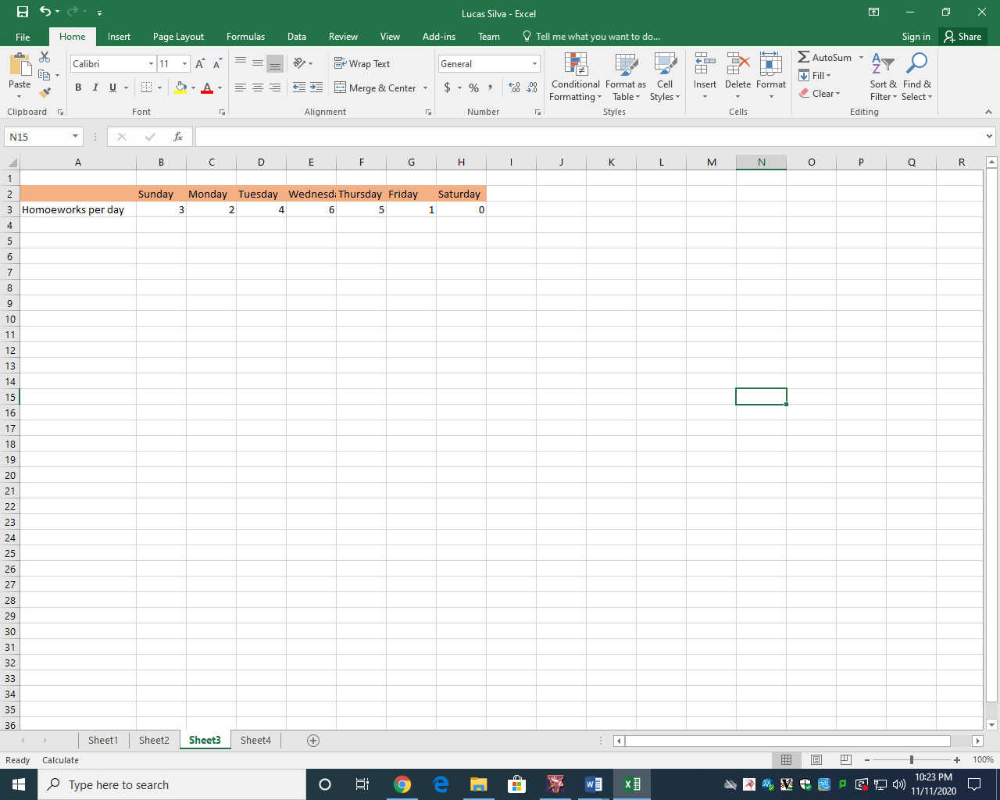 Lucas Silva - Excel
File Home Insert Page Layout Formulas Data Review View Add-ins Team Tell me what you want to do... Sign in Share
Paste
Clipboard
Calibri 11
B I U
Font
Wrap Text
Merge & Center
Alignment
General
$ % ,
Number
Conditional Formatting
Format as Table
Cell Styles
Styles
Insert Delete Format
Cells
AutoSum
Fill
Clear
Sort & Filter
Find & Select
Editing
N15 fx
A B C D E F G H I J K L M N O P Q R
1
2 Sunday Monday Tuesday Wednesda Thursday Friday Saturday
3 Homoeworks per day 3 2 4 6 5 1 0
4
5
6
7
8
9
10
11
12
13
14
15
16
17
18
19
20
21
22
23
24
25
26
27
28
29
30
31
32
33
34
35
36
Sheet1 Sheet2 Sheet3 Sheet4
Ready Calculate 100%
Type here to search
10:23 PM
11/11/2020